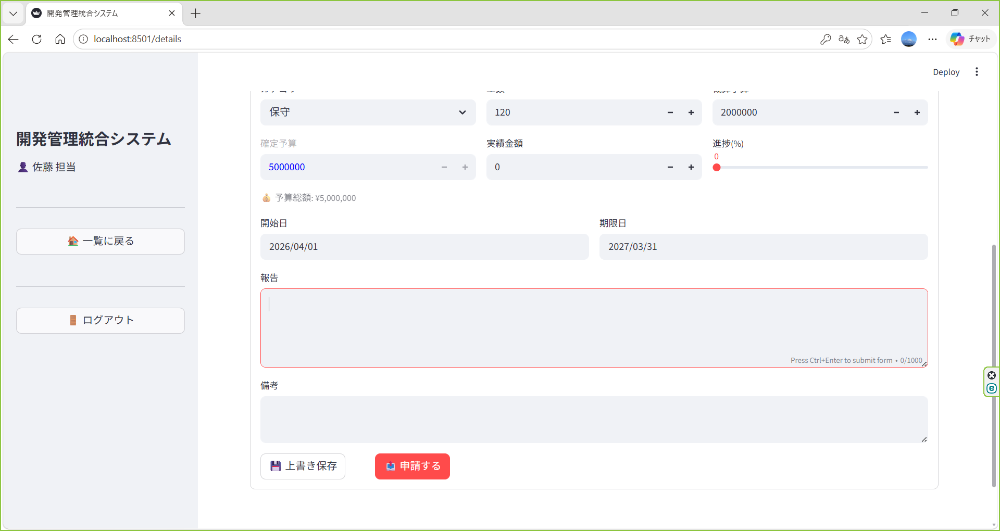 開発管理統合システム
localhost:8501/details
チャット
Deploy
開発管理統合システム
佐藤 担当
一覧に戻る
ログアウト
保守
120
2000000
確定予算
実績金額
進捗(%)
5000000
0
0
予算総額: ¥5,000,000
開始日
期限日
2026/04/01
2027/03/31
報告
Press Ctrl+Enter to submit form • 0/1000
備考
上書き保存
申請する